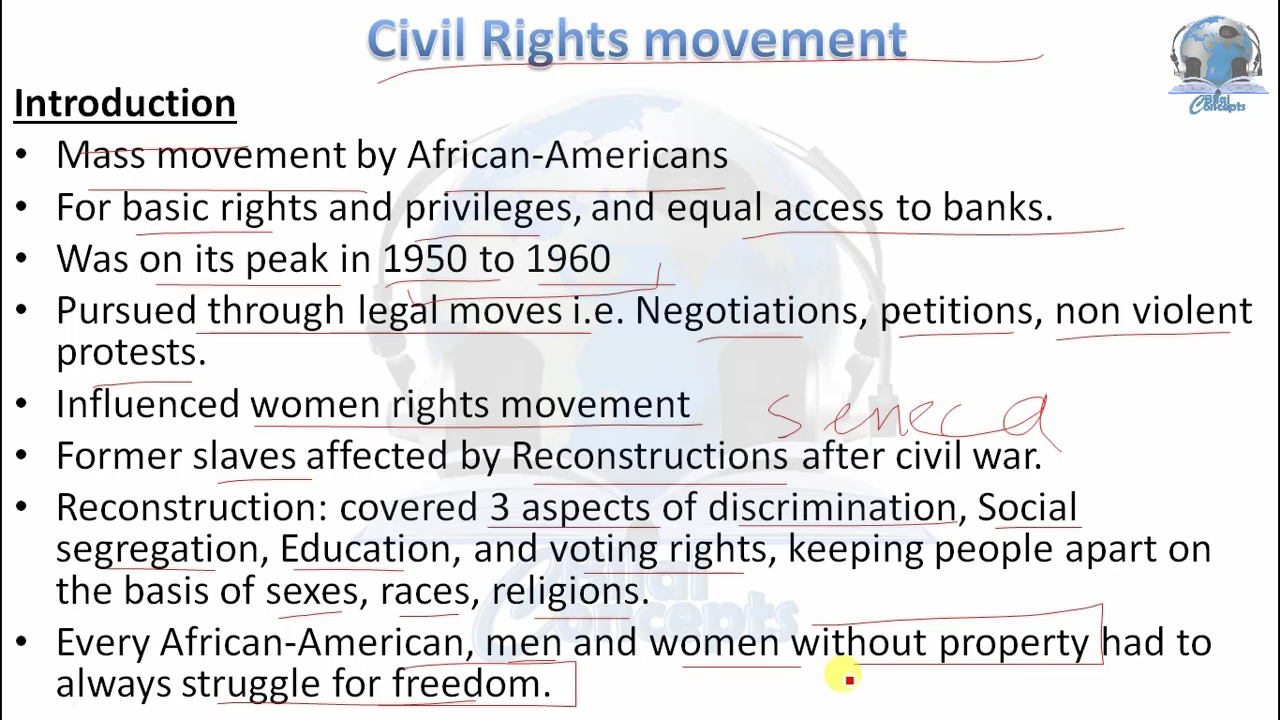 Civil Rights movement
Introduction
• Mass movement by African-Americans
• For basic rights and privileges, and equal access to banks.
• Was on its peak in 1950 to 1960
• Pursued through legal moves i.e. Negotiations, petitions, non violent
protests.
• Influenced women rights movement
seneca
• Former slaves affected by Reconstructions after civil war.
• Reconstruction: covered 3 aspects of discrimination, Social
segregation, Education, and voting rights, keeping people apart on
the basis of sexes, races, religions.
• Every African-American, men and women without property had to
always struggle for freedom.
Concepts